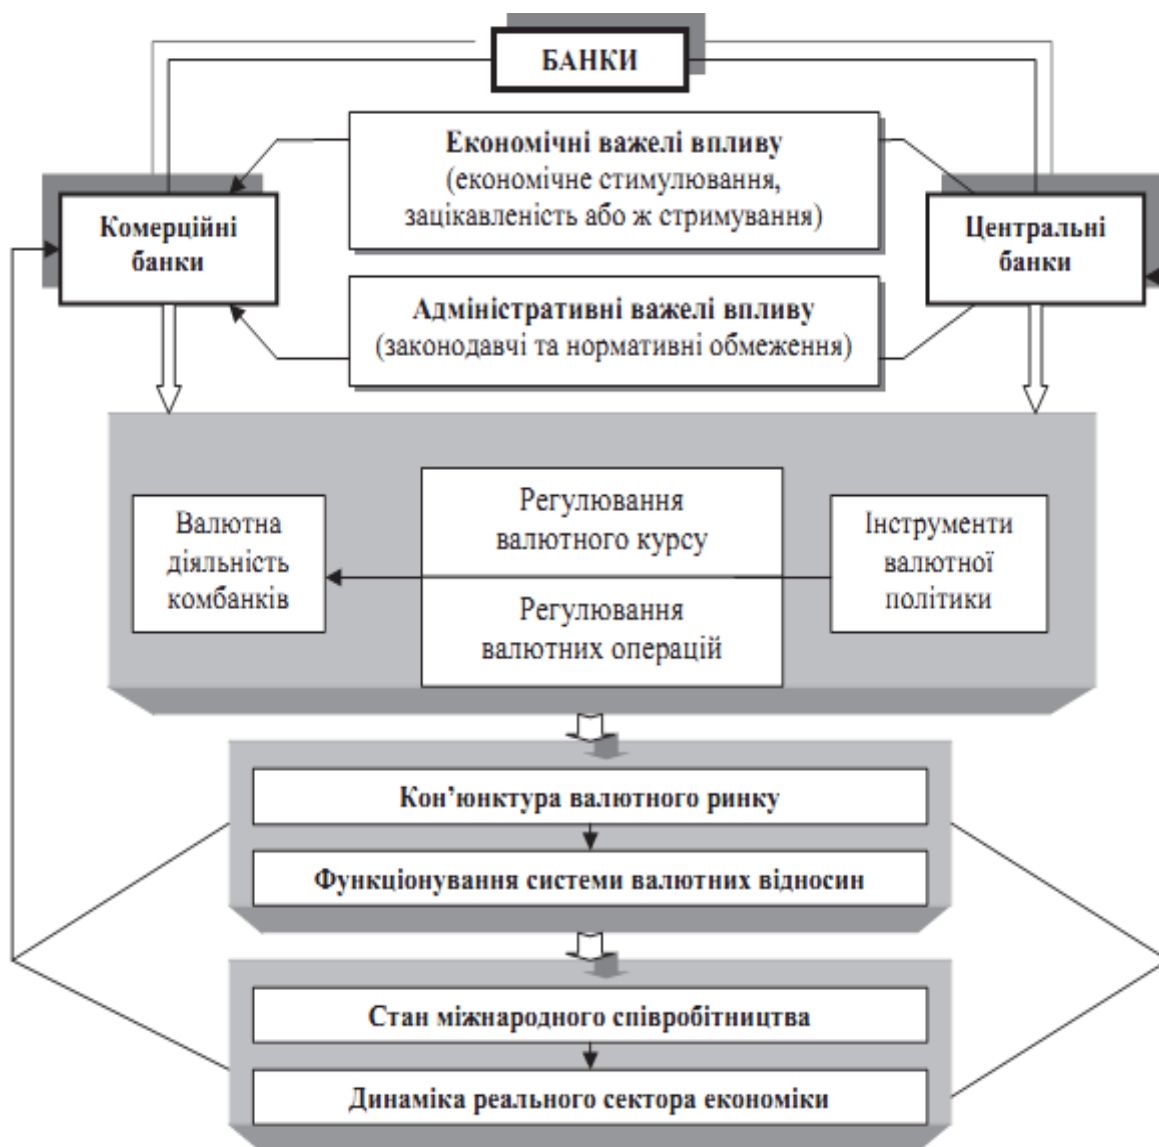 БАНКИ
Економічні важелі впливу
(економічне стимулювання,
зацікавленість або ж стримування)
Комерційні
банки
Центральні
банки
Адміністративні важелі впливу
(законодавчі та нормативні обмеження)
Валютна
діяльність
комбанків
Регулювання
валютного курсу
Регулювання
валютних операцій
Інструменти
валютної
політики
Кон’юнктура валютного ринку
Функціонування системи валютних відносин
Стан міжнародного співробітництва
Динаміка реального сектора економіки